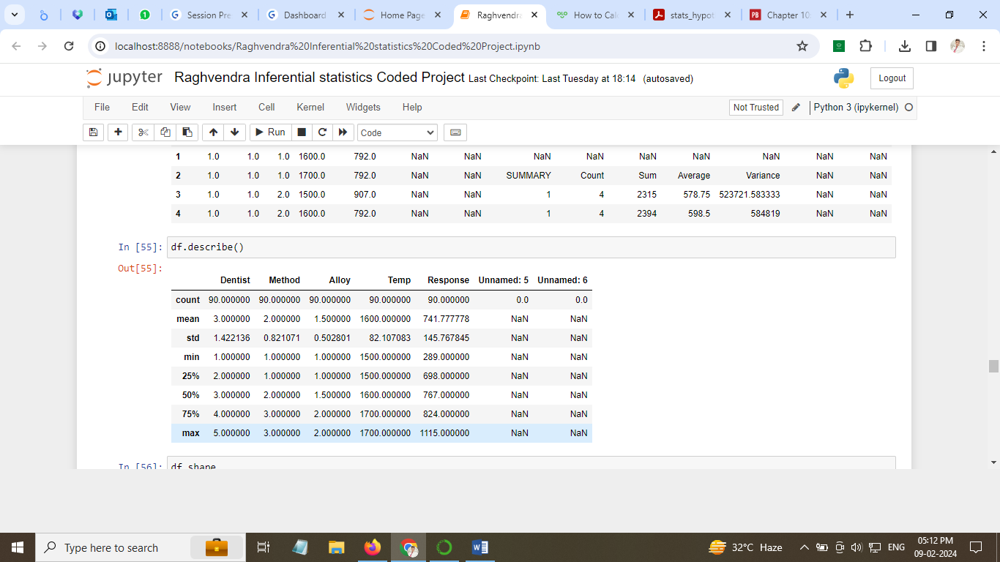 Session Pre
Dashboard
Home Page
Raghvendra
How to Calc
stats_hypot
Chapter 10
localhost:8888/notebooks/Raghvendra%20Inferential%20statistics%20Coded%20Project.ipynb
jupyter Raghvendra Inferential statistics Coded Project Last Checkpoint: Last Tuesday at 18:14 (autosaved)
Logout
File Edit View Insert Cell Kernel Widgets Help
Not Trusted
Python 3 (ipykernel)
Run
Code
1 1.0 1.0 1.0 1600.0 792.0 NaN NaN NaN NaN NaN NaN NaN NaN NaN
2 1.0 1.0 1.0 1700.0 792.0 NaN NaN SUMMARY Count Sum Average Variance NaN NaN
3 1.0 1.0 2.0 1500.0 907.0 NaN NaN 1 4 2315 578.75 523721.583333 NaN NaN
4 1.0 1.0 2.0 1600.0 792.0 NaN NaN 1 4 2394 598.5 584819 NaN NaN
In [55]: df.describe()
Out[55]:
Dentist Method Alloy Temp Response Unnamed: 5 Unnamed: 6
count 90.000000 90.000000 90.000000 90.000000 90.000000 0.0 0.0
mean 3.000000 2.000000 1.500000 1600.000000 741.777778 NaN NaN
std 1.422136 0.821071 0.502801 82.107083 145.767845 NaN NaN
min 1.000000 1.000000 1.000000 1500.000000 289.000000 NaN NaN
25% 2.000000 1.000000 1.000000 1500.000000 698.000000 NaN NaN
50% 3.000000 2.000000 1.500000 1600.000000 767.000000 NaN NaN
75% 4.000000 3.000000 2.000000 1700.000000 824.000000 NaN NaN
max 5.000000 3.000000 2.000000 1700.000000 1115.000000 NaN NaN
In [56]: df.shape
Type here to search
32°C Haze
ENG
05:12 PM
09-02-2024